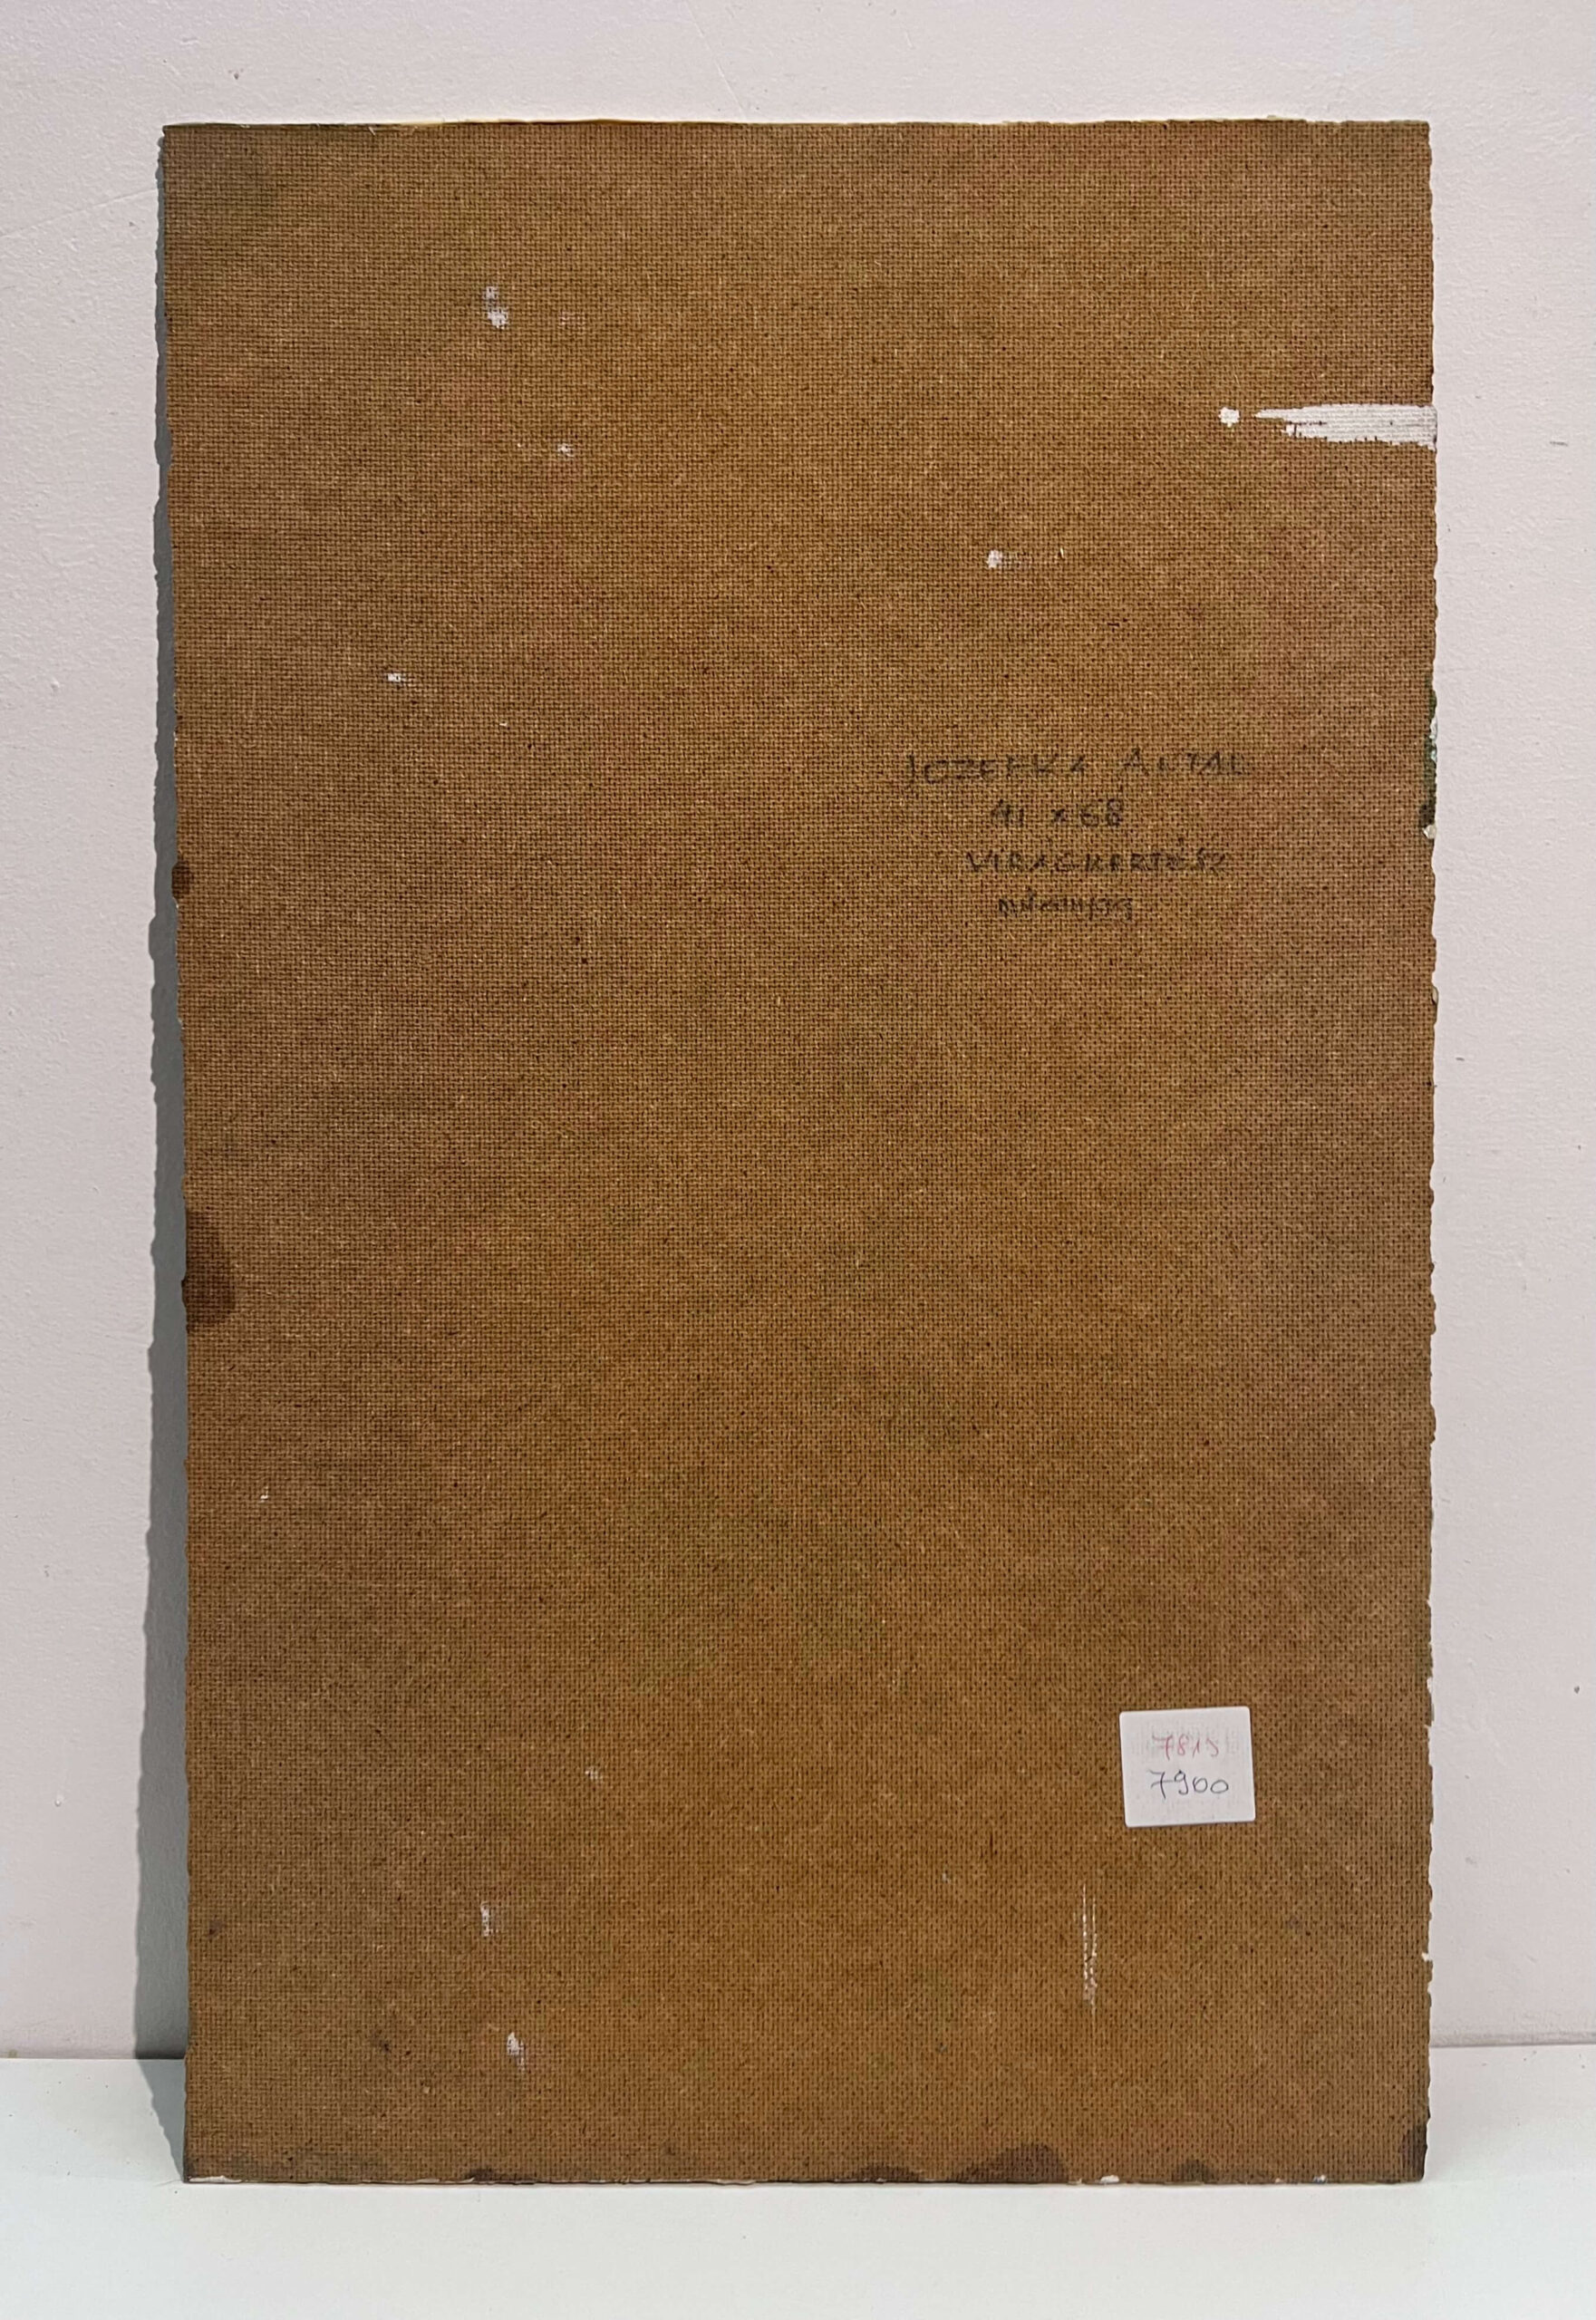 JOZEFKA ANTAL
41 x 68
VIRÁGKERTÉSZ
7815
7900